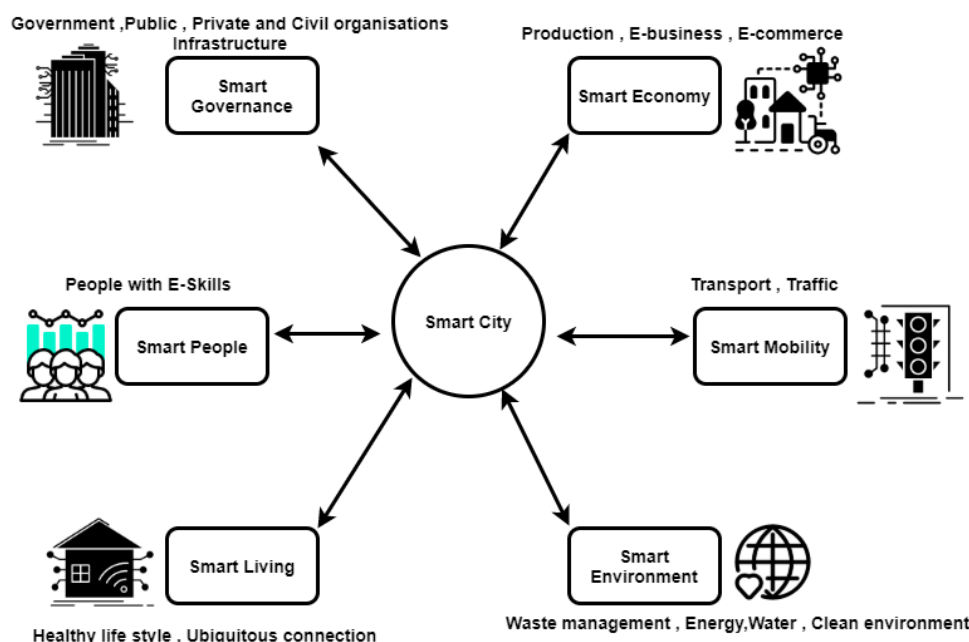 Government ,Public , Private and Civil organisations
Infrastructure
Smart
Governance
Production , E-business , E-commerce
Smart Economy
People with E-Skills
Smart People
Smart City
Transport , Traffic
Smart Mobility
Smart Living
Healthy life style , Ubiquitous connection
Smart
Environment
Waste management , Energy,Water , Clean environment